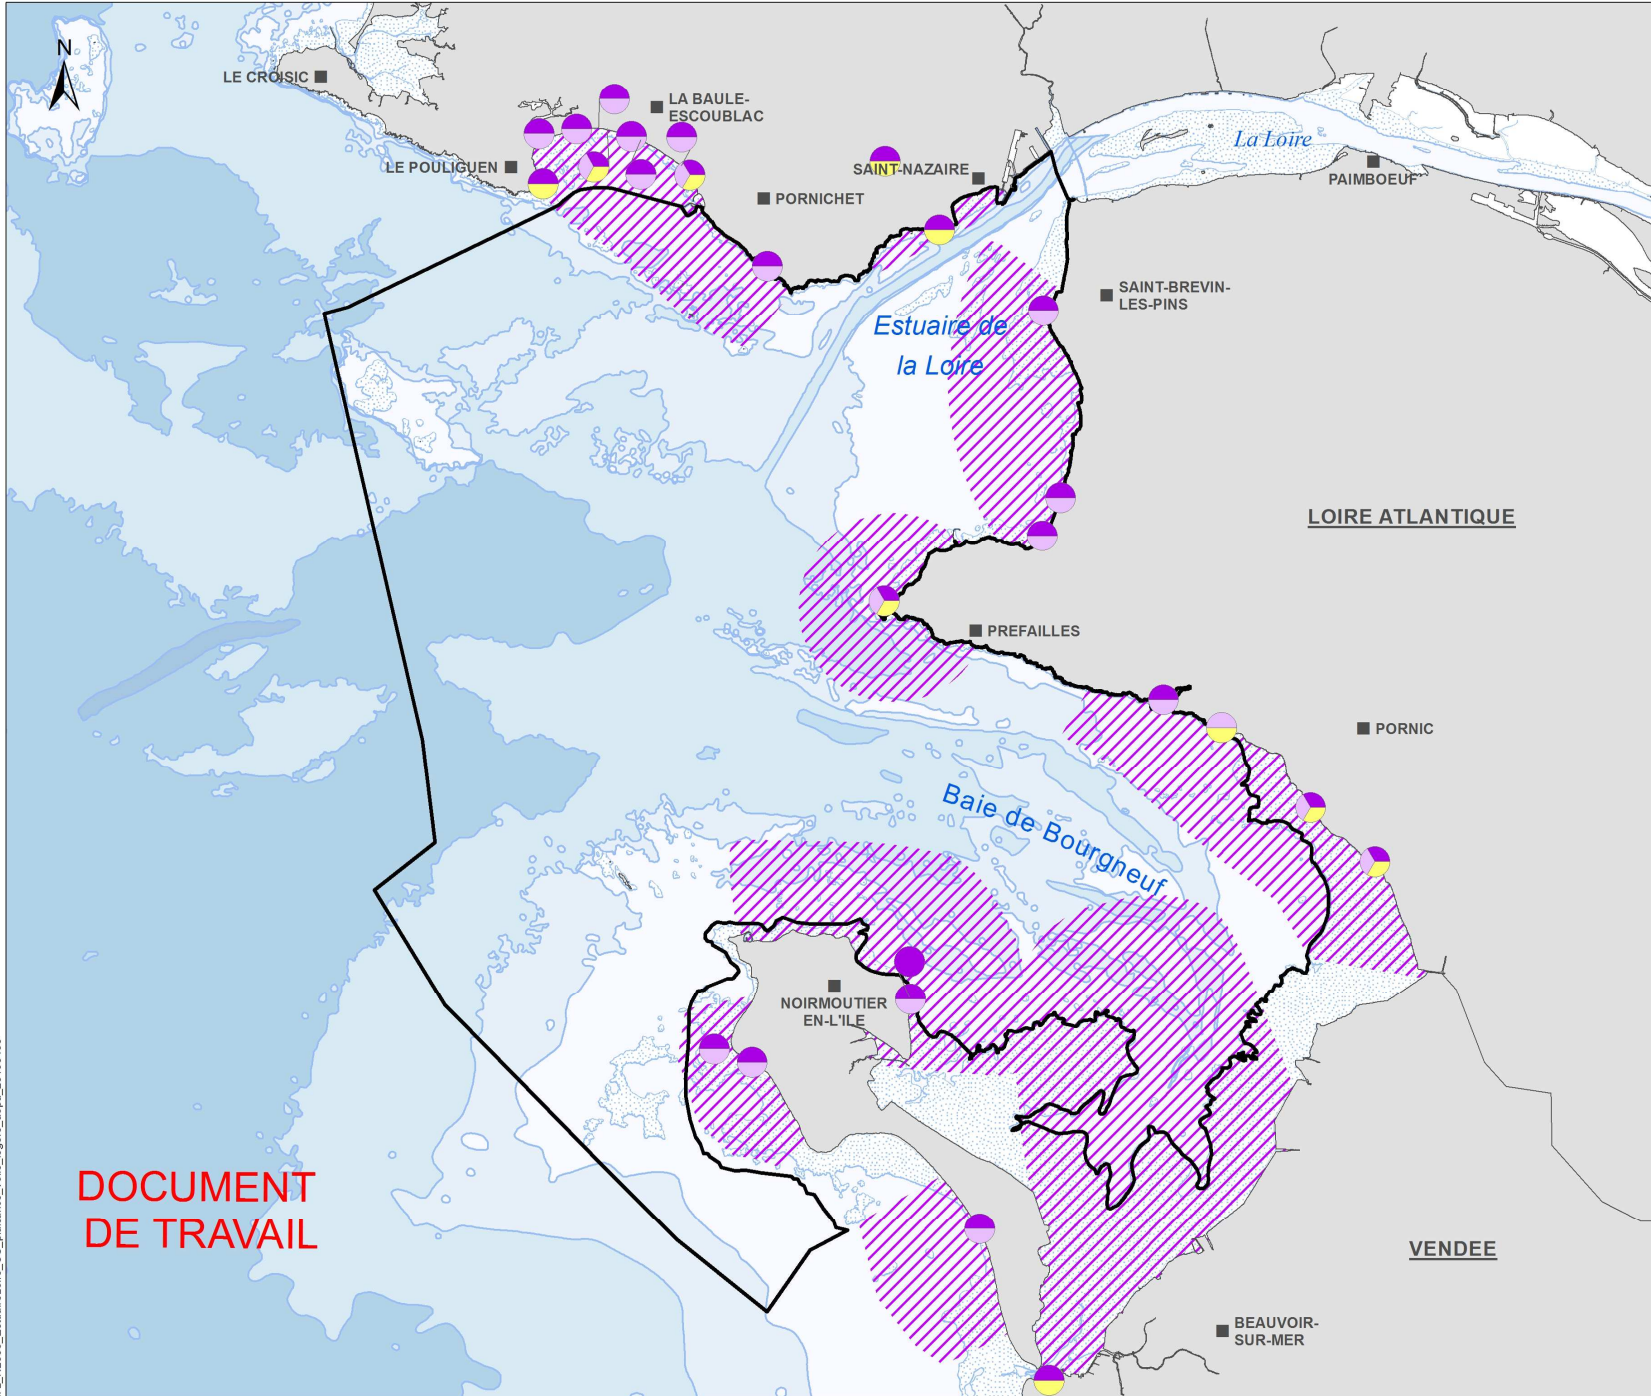 N
LE CROISIC
LA BAULE-
ESCOUBLAC
LE POULIGUEN
SAINT-NAZAIRE
PORNICHET
La Loire
PAIMBOEUF
SAINT-BREVIN-
LES-PINS
Estuaire de
la Loire
LOIRE ATLANTIQUE
PREFAILLES
PORNIC
Baie de Bourgneuf
NOIRMOUTIER
EN-L'ILE
DOCUMENT
DE TRAVAIL
VENDEE
BEAUVOIR-
SUR-MER